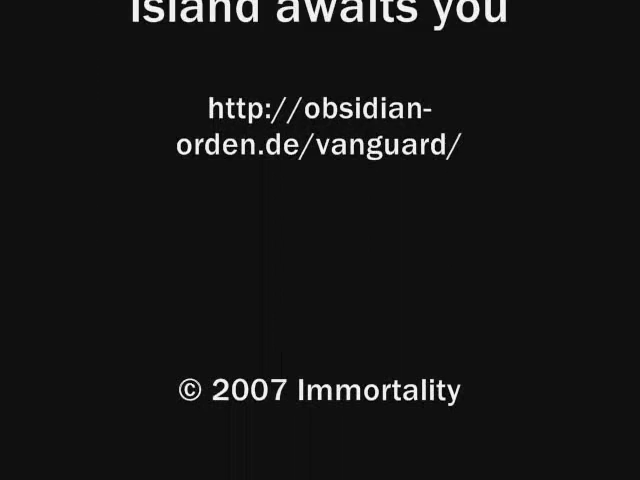 island awaits you
http://obsidian-
orden.de/vanguard/
© 2007 Immortality